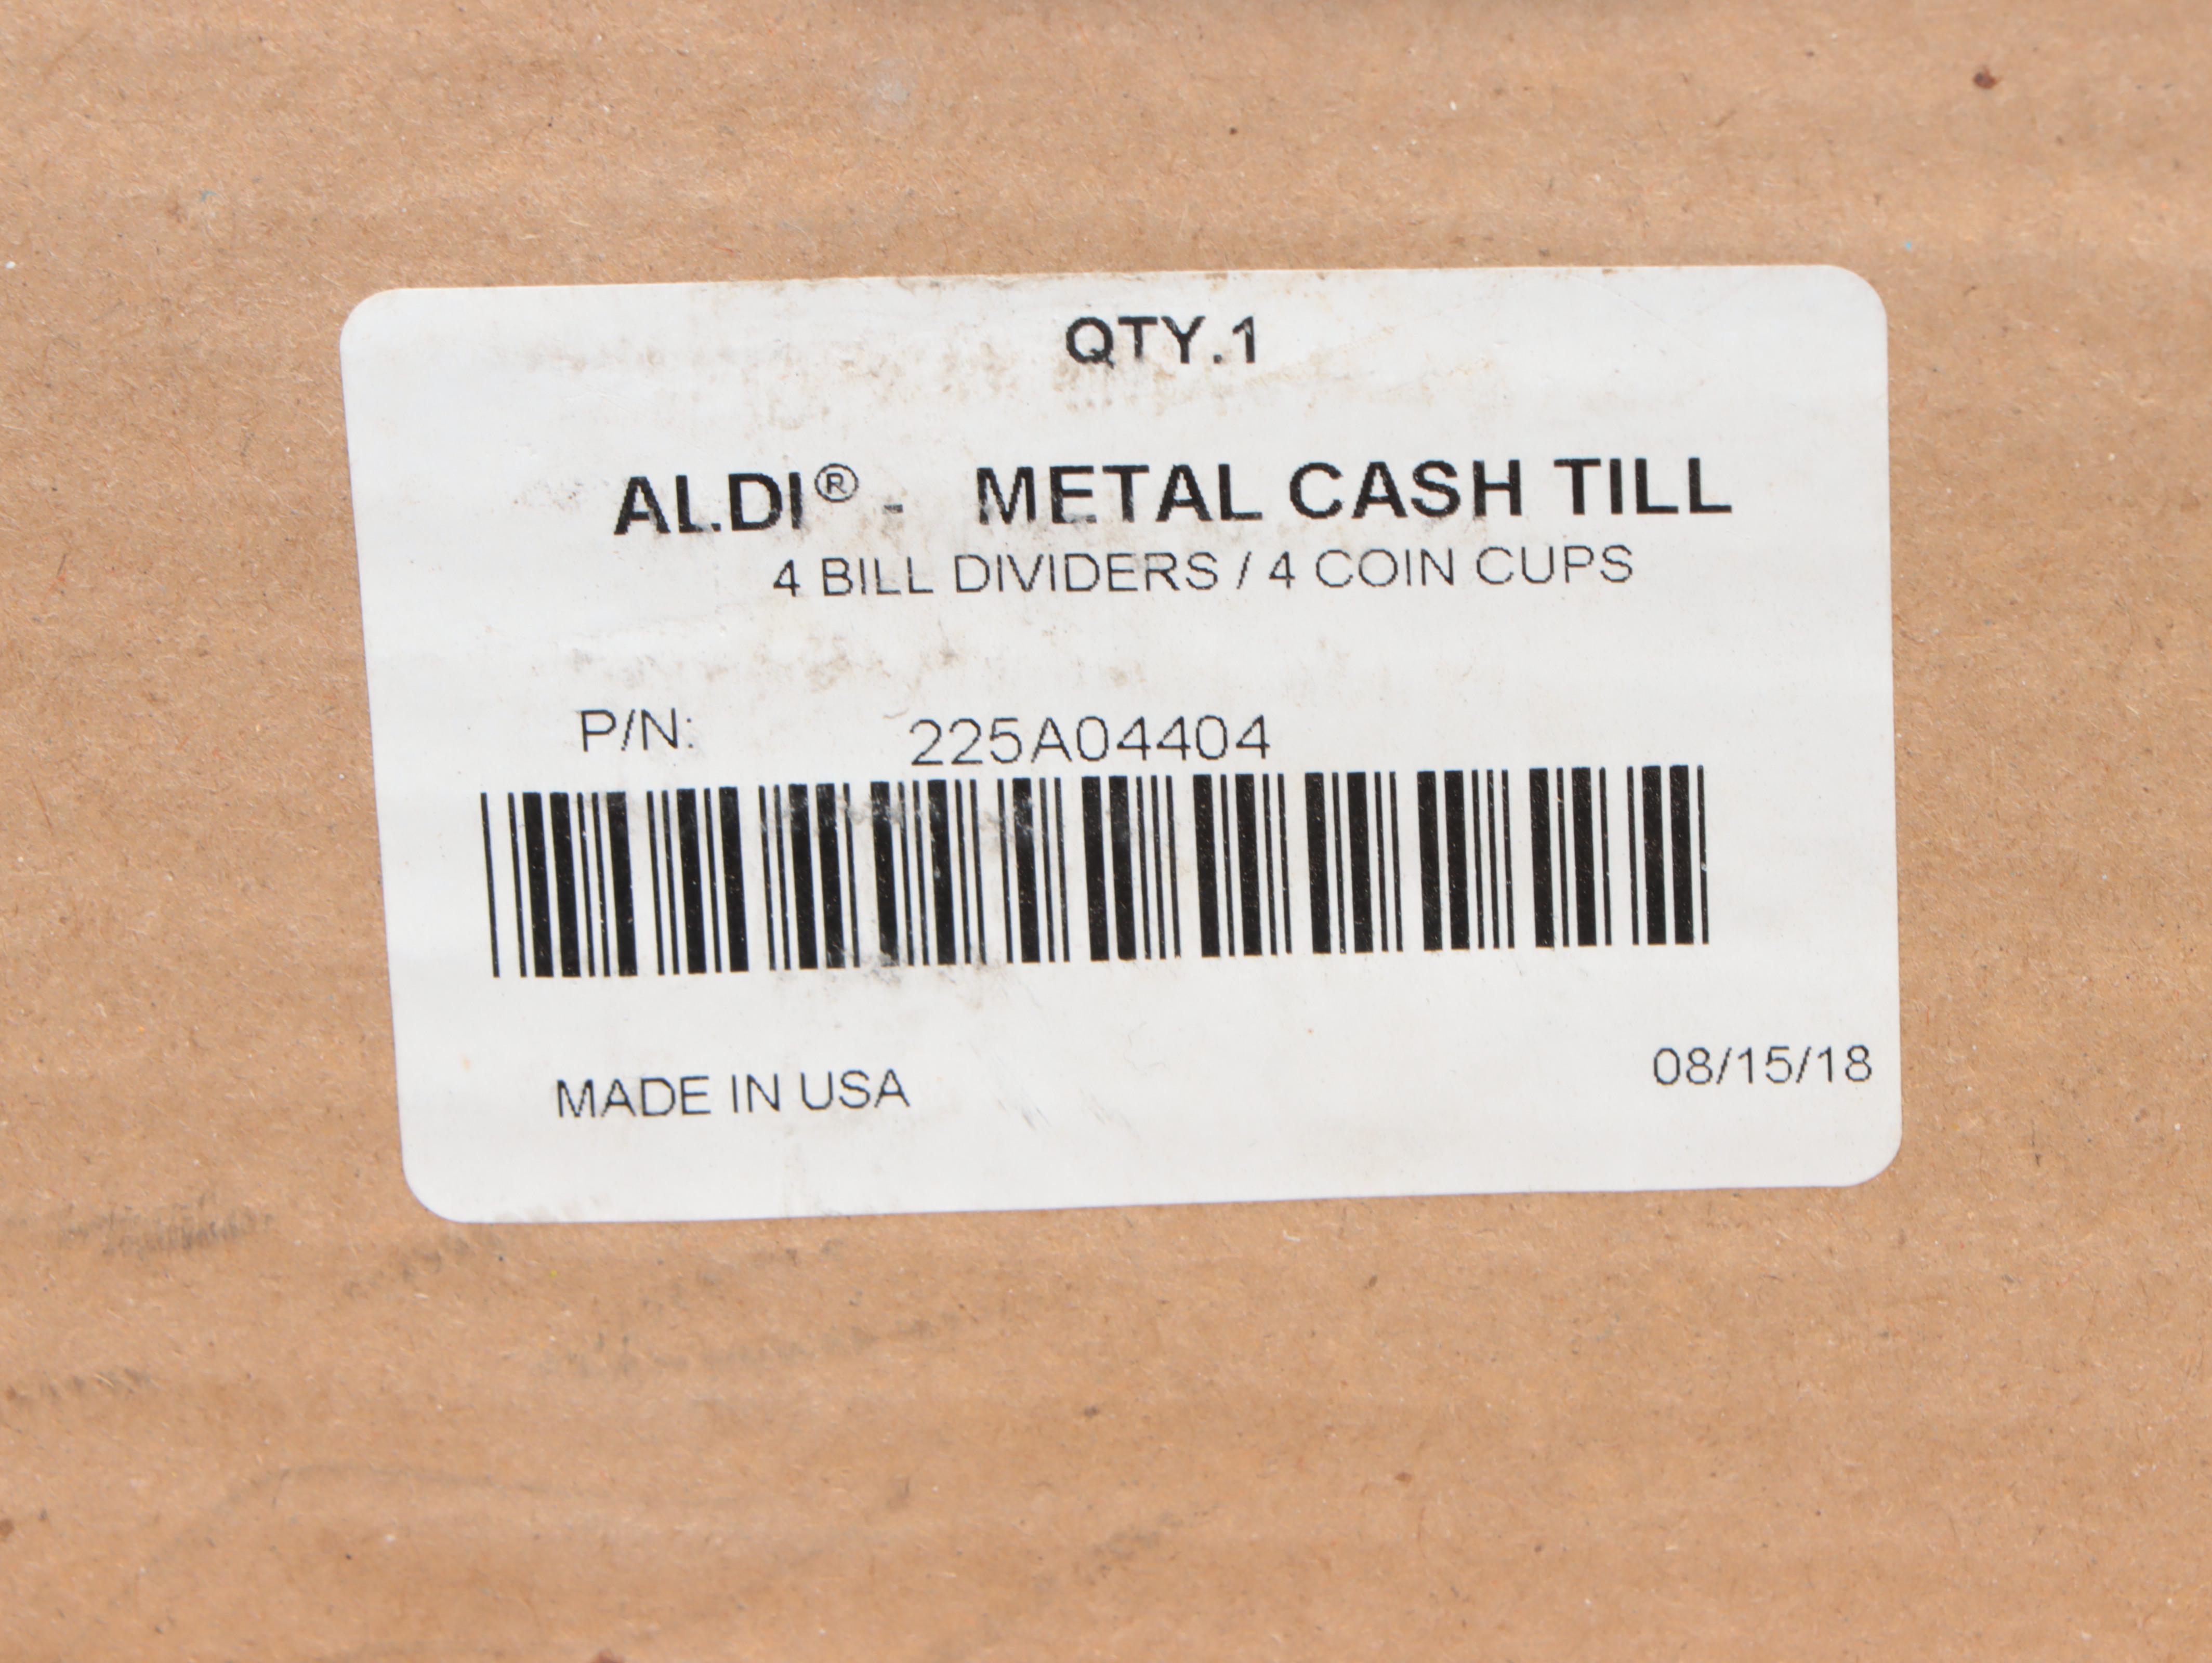 QTY.1
ALDI® - METAL CASH TILL
4 BILL DIVIDERS / 4 COIN CUPS
P/N: 225A04404
MADE IN USA
08/15/18